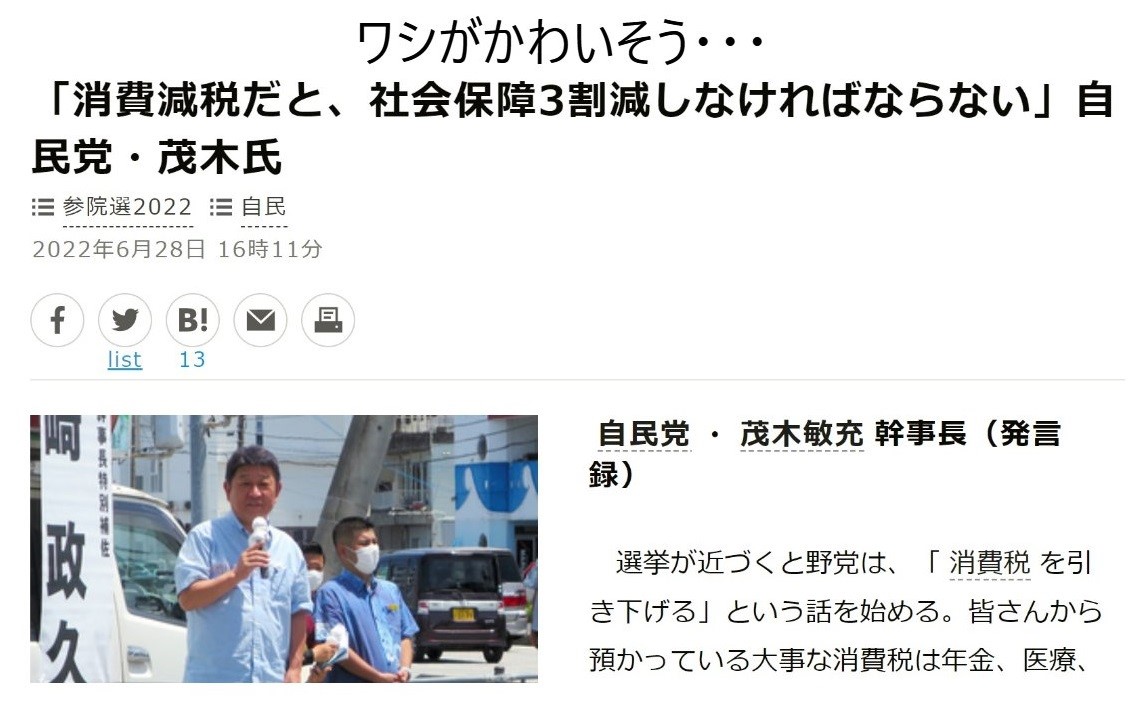 ワシがかわいそう・・・
「消費減税だと、社会保障3割減しなければならない」自
民党・茂木氏
参院選2022 自民
2022年6月28日 16時11分
B!
list 13
崎政久
幹事長特別補佐
自民党 ・ 茂木敏充 幹事長（発言
録）
選挙が近づくと野党は、「 消費税 を引
き下げる」という話を始める。皆さんから
預かっている大事な消費税は年金、医療、